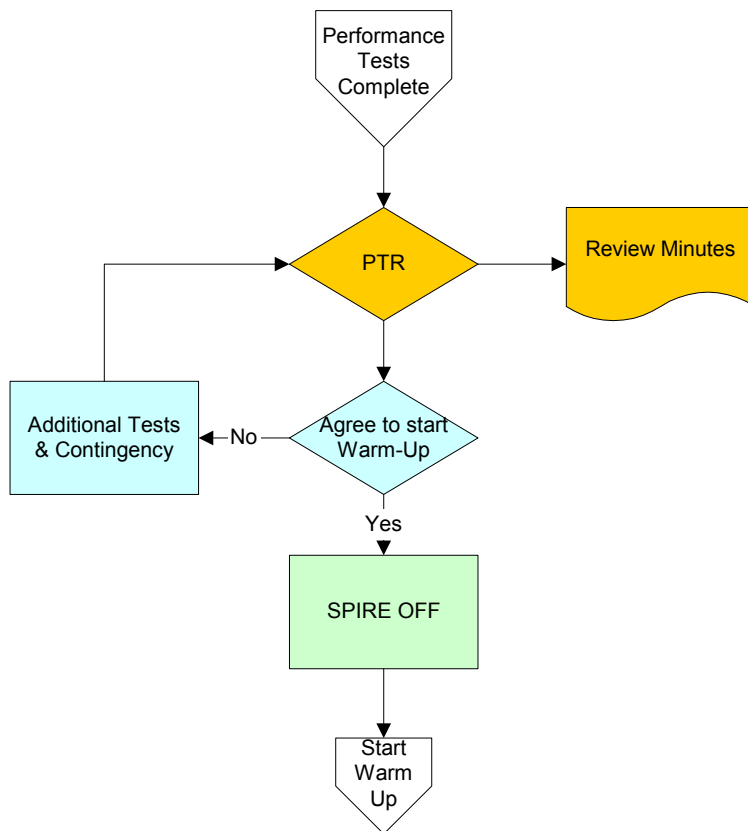 Performance
Tests
Complete
PTR
Review Minutes
Additional Tests
& Contingency
No
Agree to start
Warm-Up
Yes
SPIRE OFF
Start
Warm
Up